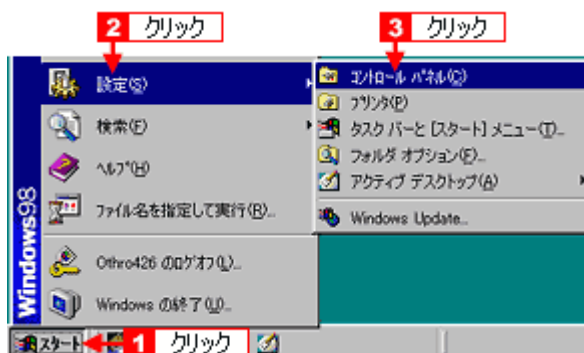 2 クリック
3 クリック
設定(S)
検索(F)
ヘルプ(H)
ファイル名を指定して実行(R)...
Othro426 のログオフ(L)...
Windows の終了(U)...
Windows98
コントロール パネル(C)
プリンタ(P)
タスク バーと [スタート] メニュー(T)...
フォルダ オプション(F)...
アクティブ デスクトップ(A)
Windows Update...
スタート
1 クリック